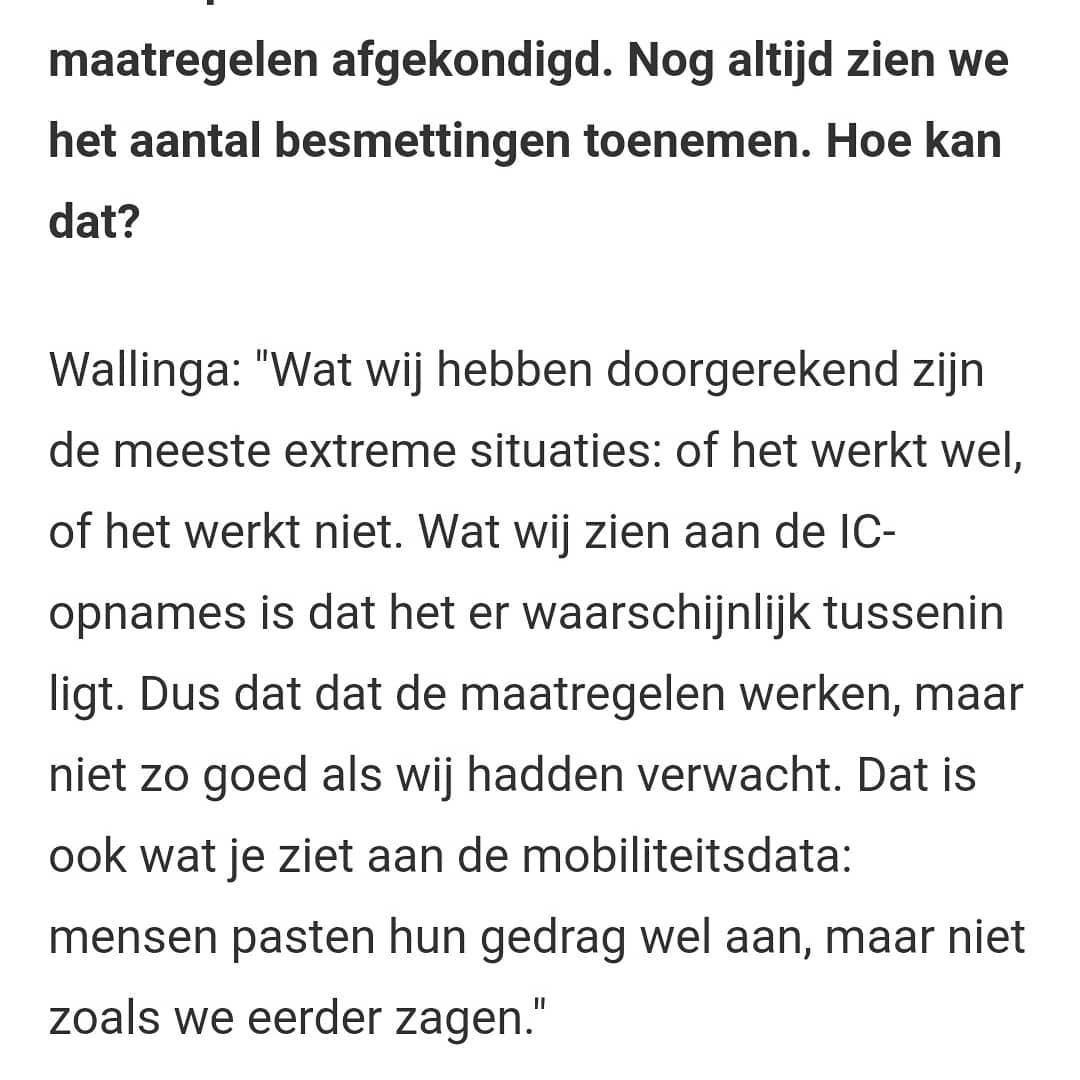 maatregelen afgekondigd. Nog altijd zien we
het aantal besmettingen toenemen. Hoe kan
dat?
Wallinga: "Wat wij hebben doorgerekend zijn
de meeste extreme situaties: of het werkt wel,
of het werkt niet. Wat wij zien aan de IC-
opnames is dat het er waarschijnlijk tussenin
ligt. Dus dat dat de maatregelen werken, maar
niet zo goed als wij hadden verwacht. Dat is
ook wat je ziet aan de mobiliteitsdata:
mensen pasten hun gedrag wel aan, maar niet
zoals we eerder zagen."